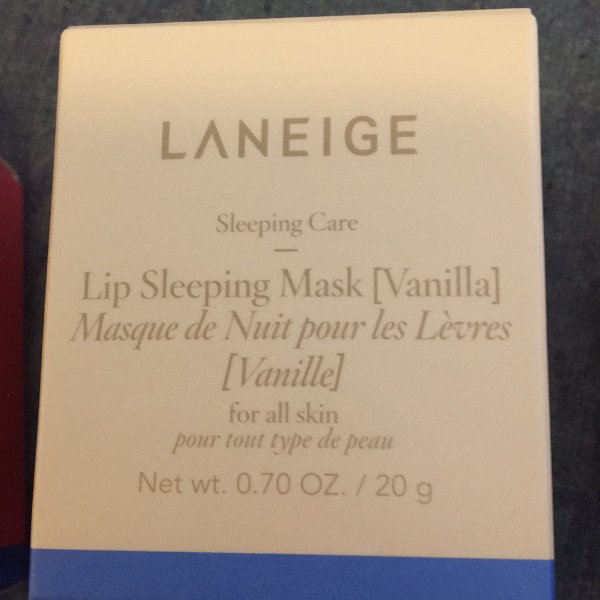 LANEIGE
Sleeping Care
Lip Sleeping Mask [Vanilla]
Masque de Nuit pour les Lèvres
[Vanille]
for all skin
pour tout type de peau
Net wt. 0.70 OZ. / 20 g